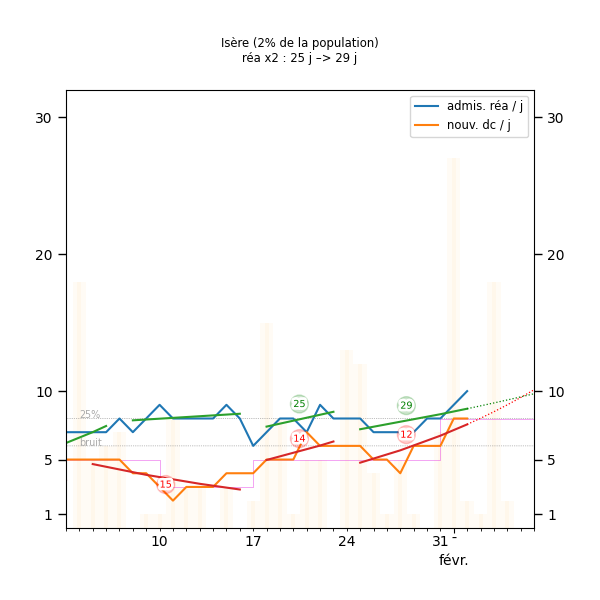 Isère (2% de la population)
réa x2 : 25 j –> 29 j
admis. réa / j
nouv. dc / j
30 30
20 20
10 10
5 5
1 1
25%
bruit
25
29
14
12
-15
10 17 24 31 -
févr.